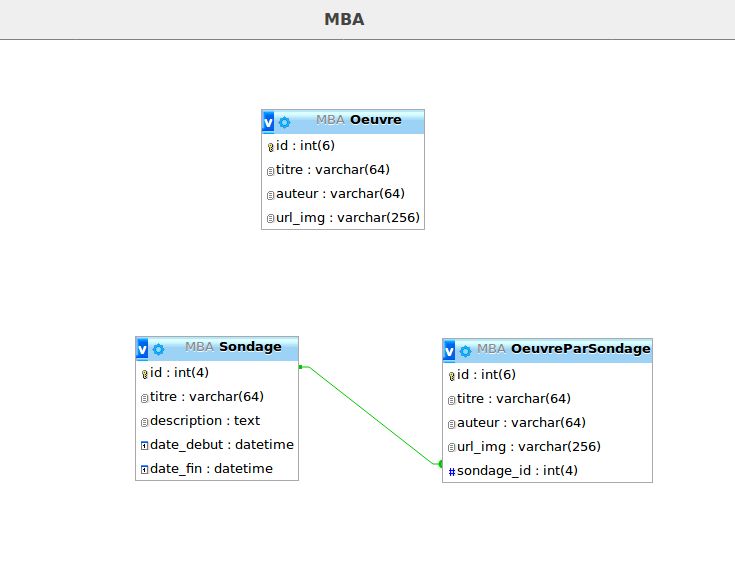 MBA
v MBA Oeuvre
id : int(6)
titre : varchar(64)
auteur : varchar(64)
url_img : varchar(256)
v MBA Sondage
id : int(4)
titre : varchar(64)
description : text
date_debut : datetime
date_fin : datetime
v MBA OeuvreParSondage
id : int(6)
titre : varchar(64)
auteur : varchar(64)
url_img : varchar(256)
# sondage_id : int(4)